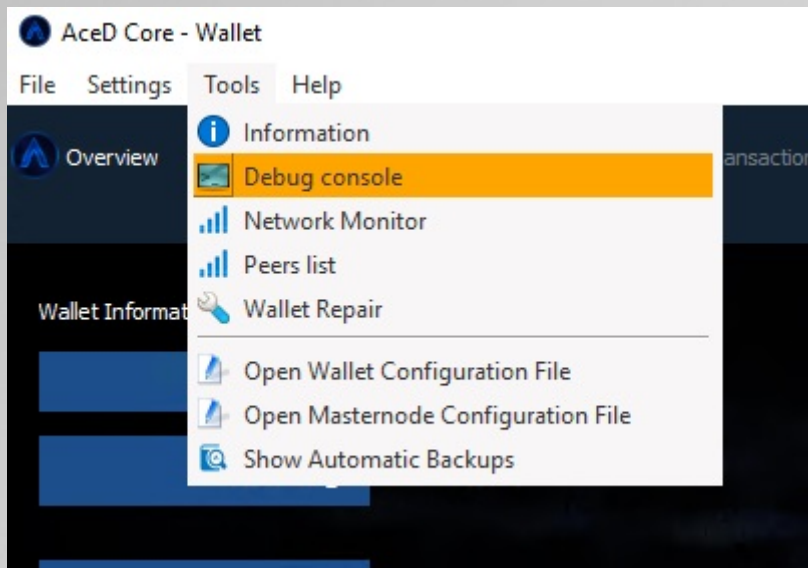 AceD Core - Wallet
File Settings Tools Help
Overview
Information
Debug console
Network Monitor
Peers list
Wallet Repair
Wallet
Open Wallet Configuration File
Open Masternode Configuration File
Show Automatic Backups